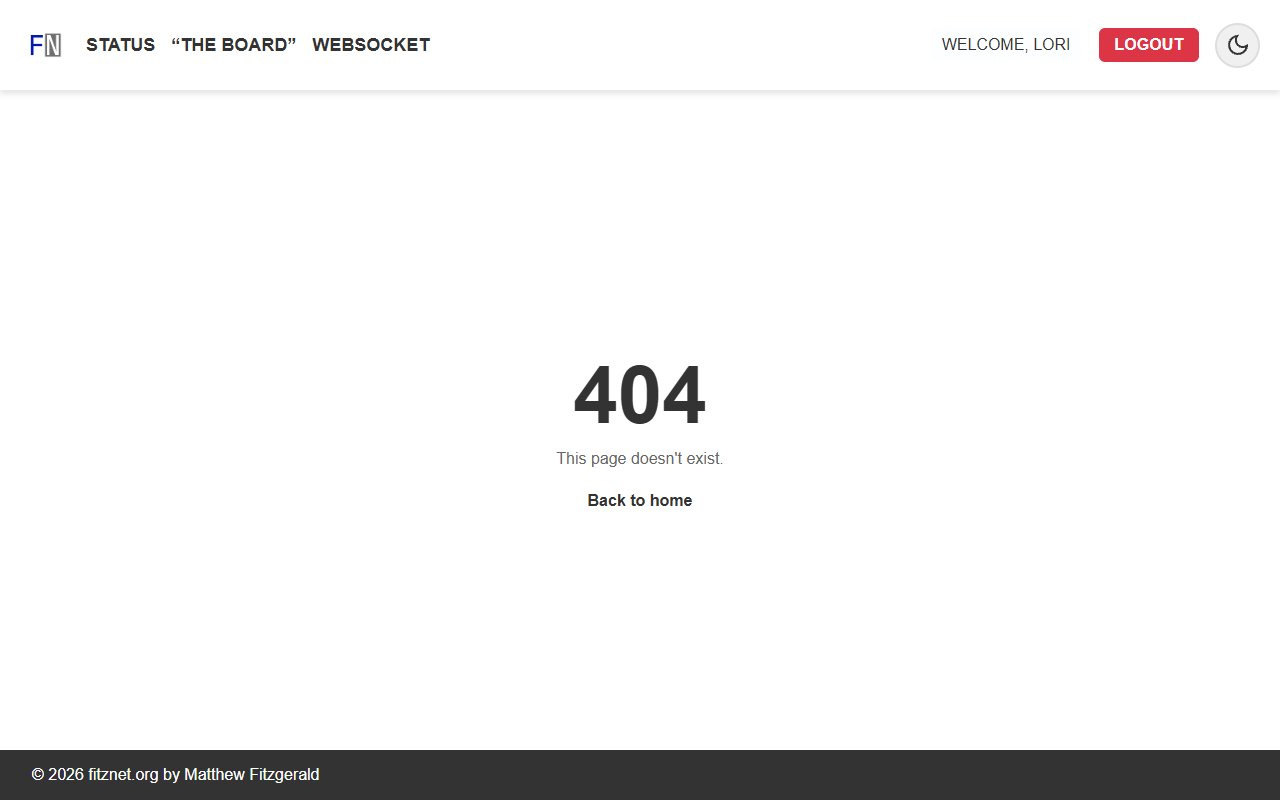 FN STATUS “THE BOARD” WEBSOCKET WELCOME, LORI LOGOUT
404
This page doesn't exist.
Back to home
© 2026 fitznet.org by Matthew Fitzgerald